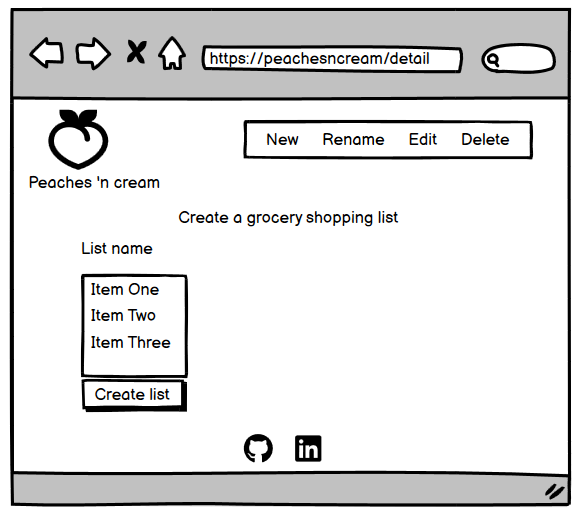 https://peachesncream/detail
New Rename Edit Delete
Peaches 'n cream
Create a grocery shopping list
List name
Item One
Item Two
Item Three
Create list
in